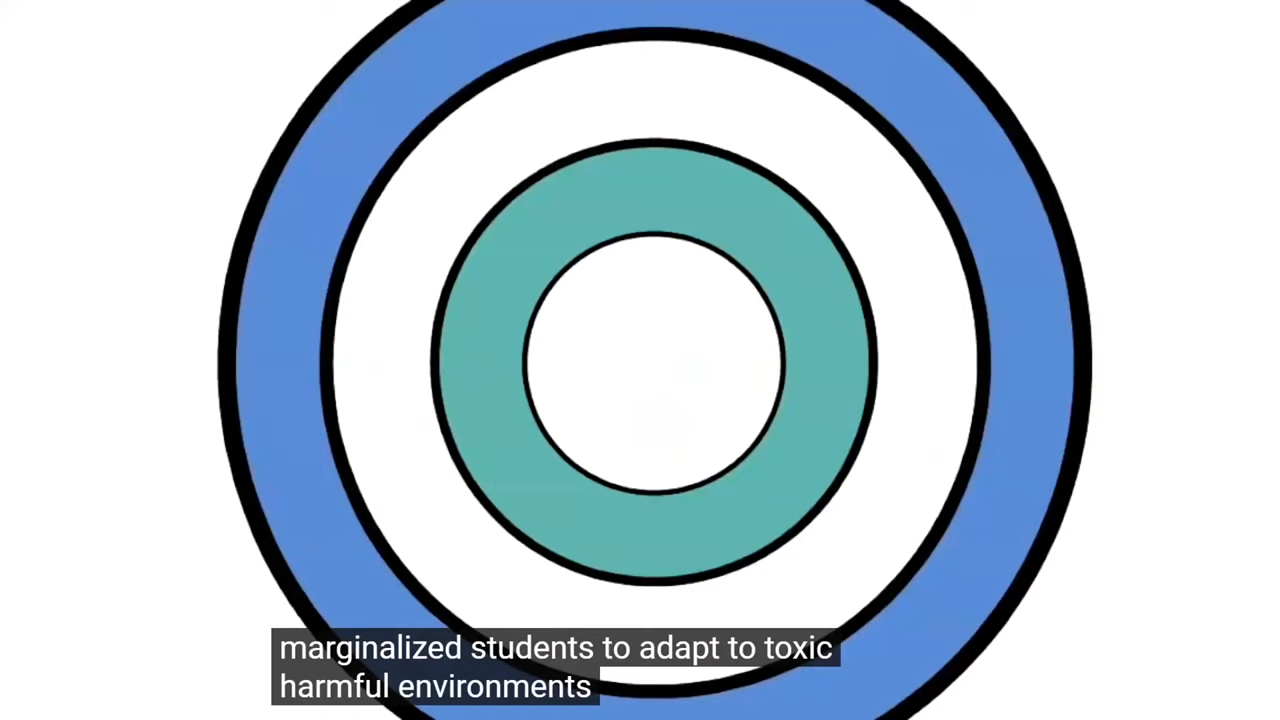 marginalized students to adapt to toxic
harmful environments